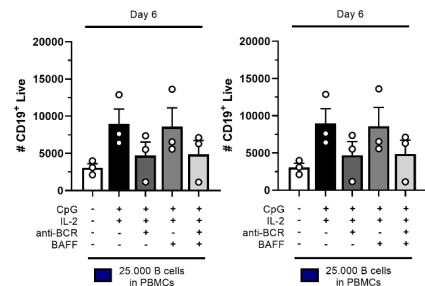 Day 6
# CD19+ Live
20000
15000
10000
5000
0
CpG - + + + +
IL-2 - + + + +
anti-BCR - - + - +
BAFF - - - + +
25.000 B cells
in PBMCs
Day 6
# CD19+ Live
20000
15000
10000
5000
0
CpG - + + + +
IL-2 - + + + +
anti-BCR - - + - +
BAFF - - - + +
25.000 B cells
in PBMCs